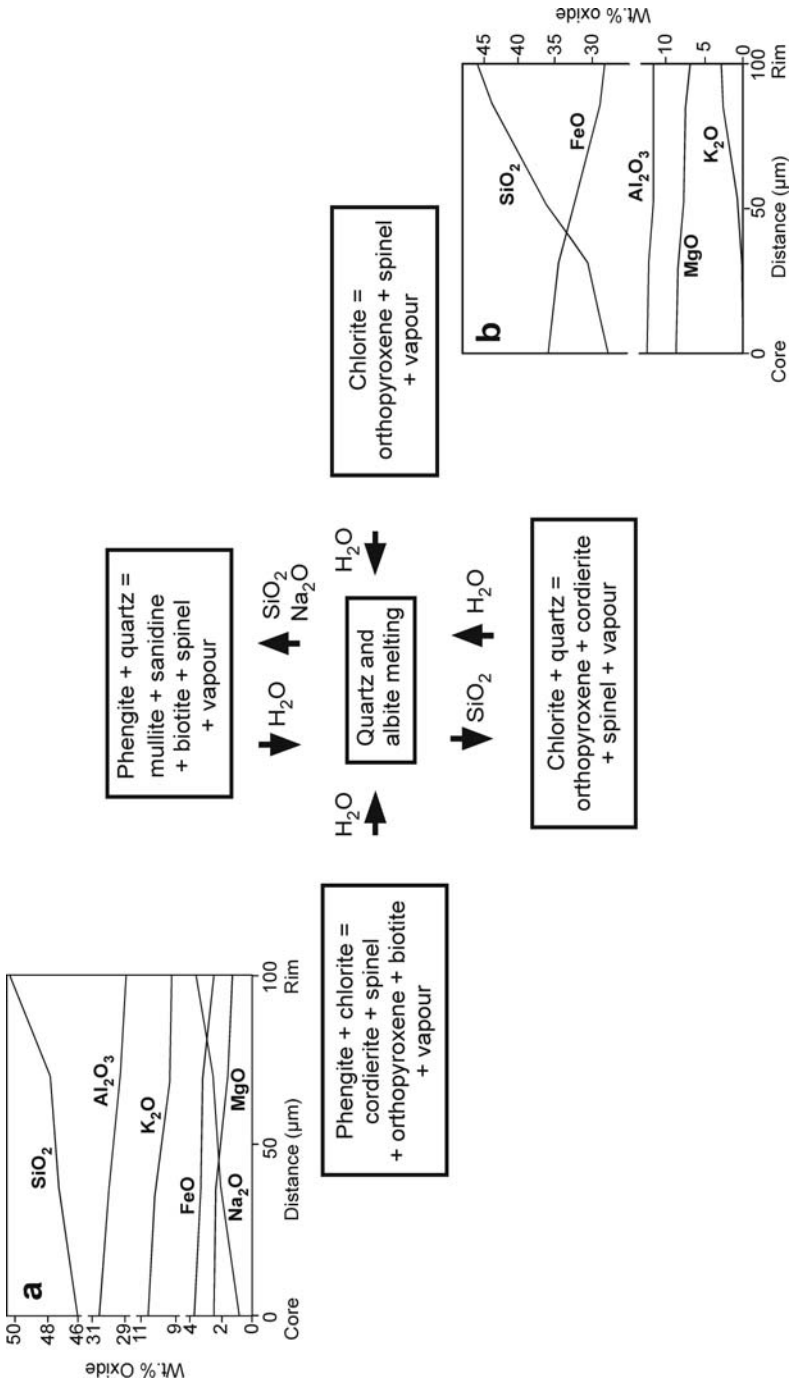 a
Wt.% Oxide
50
48
46
31
29
11
9
4
2
0
SiO₂
Al₂O₃
K₂O
FeO
Na₂O
MgO
0
50
100
Core
Distance (µm)
Rim
Phengite + quartz =
mullite + sanidine
+ biotite + spinel
+ vapour
H₂O
SiO₂
Na₂O
Phengite + chlorite =
cordierite + spinel
+ orthopyroxene + biotite
+ vapour
H₂O
Quartz and
albite melting
H₂O
Chlorite =
orthopyroxene + spinel
+ vapour
SiO₂
H₂O
Chlorite + quartz =
orthopyroxene + cordierite
+ spinel + vapour
b
Wt.% oxide
45
40
35
30
10
5
0
SiO₂
FeO
Al₂O₃
MgO
K₂O
0
50
100
Core
Distance (µm)
Rim